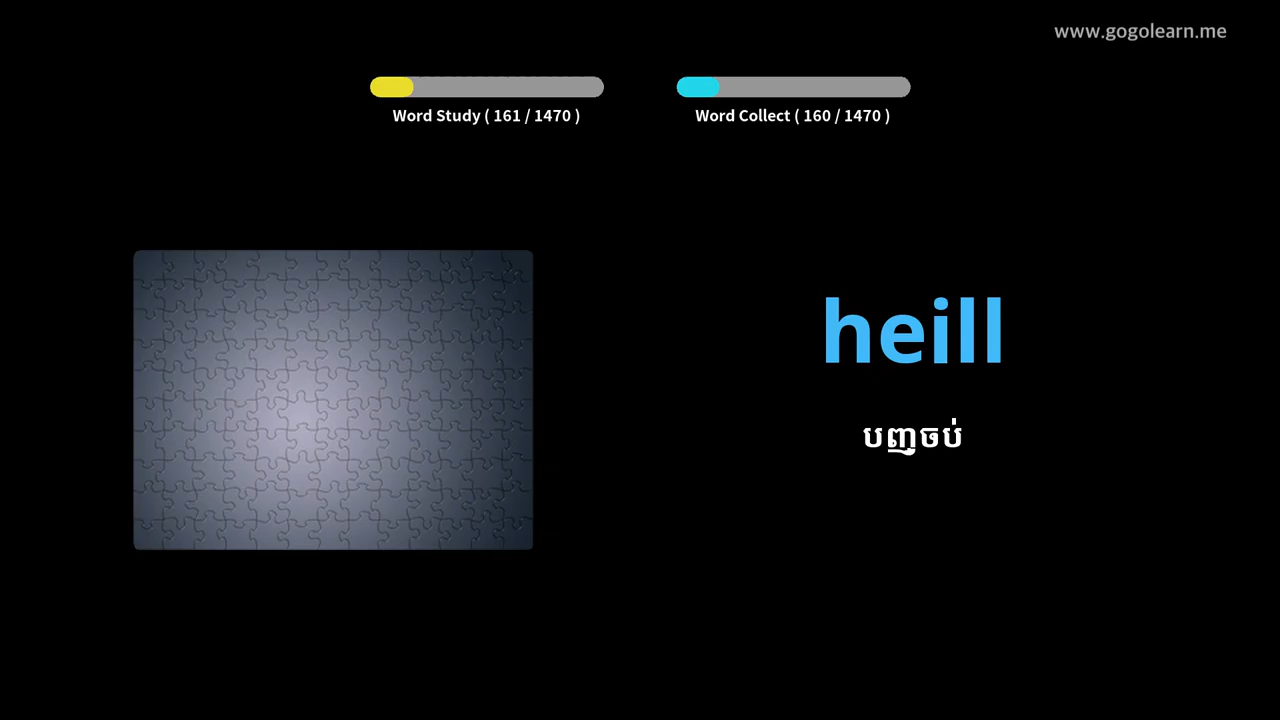 www.gogolearn.me
Word Study ( 161 / 1470 )
Word Collect ( 160 / 1470 )
heill
បញ្ចប់